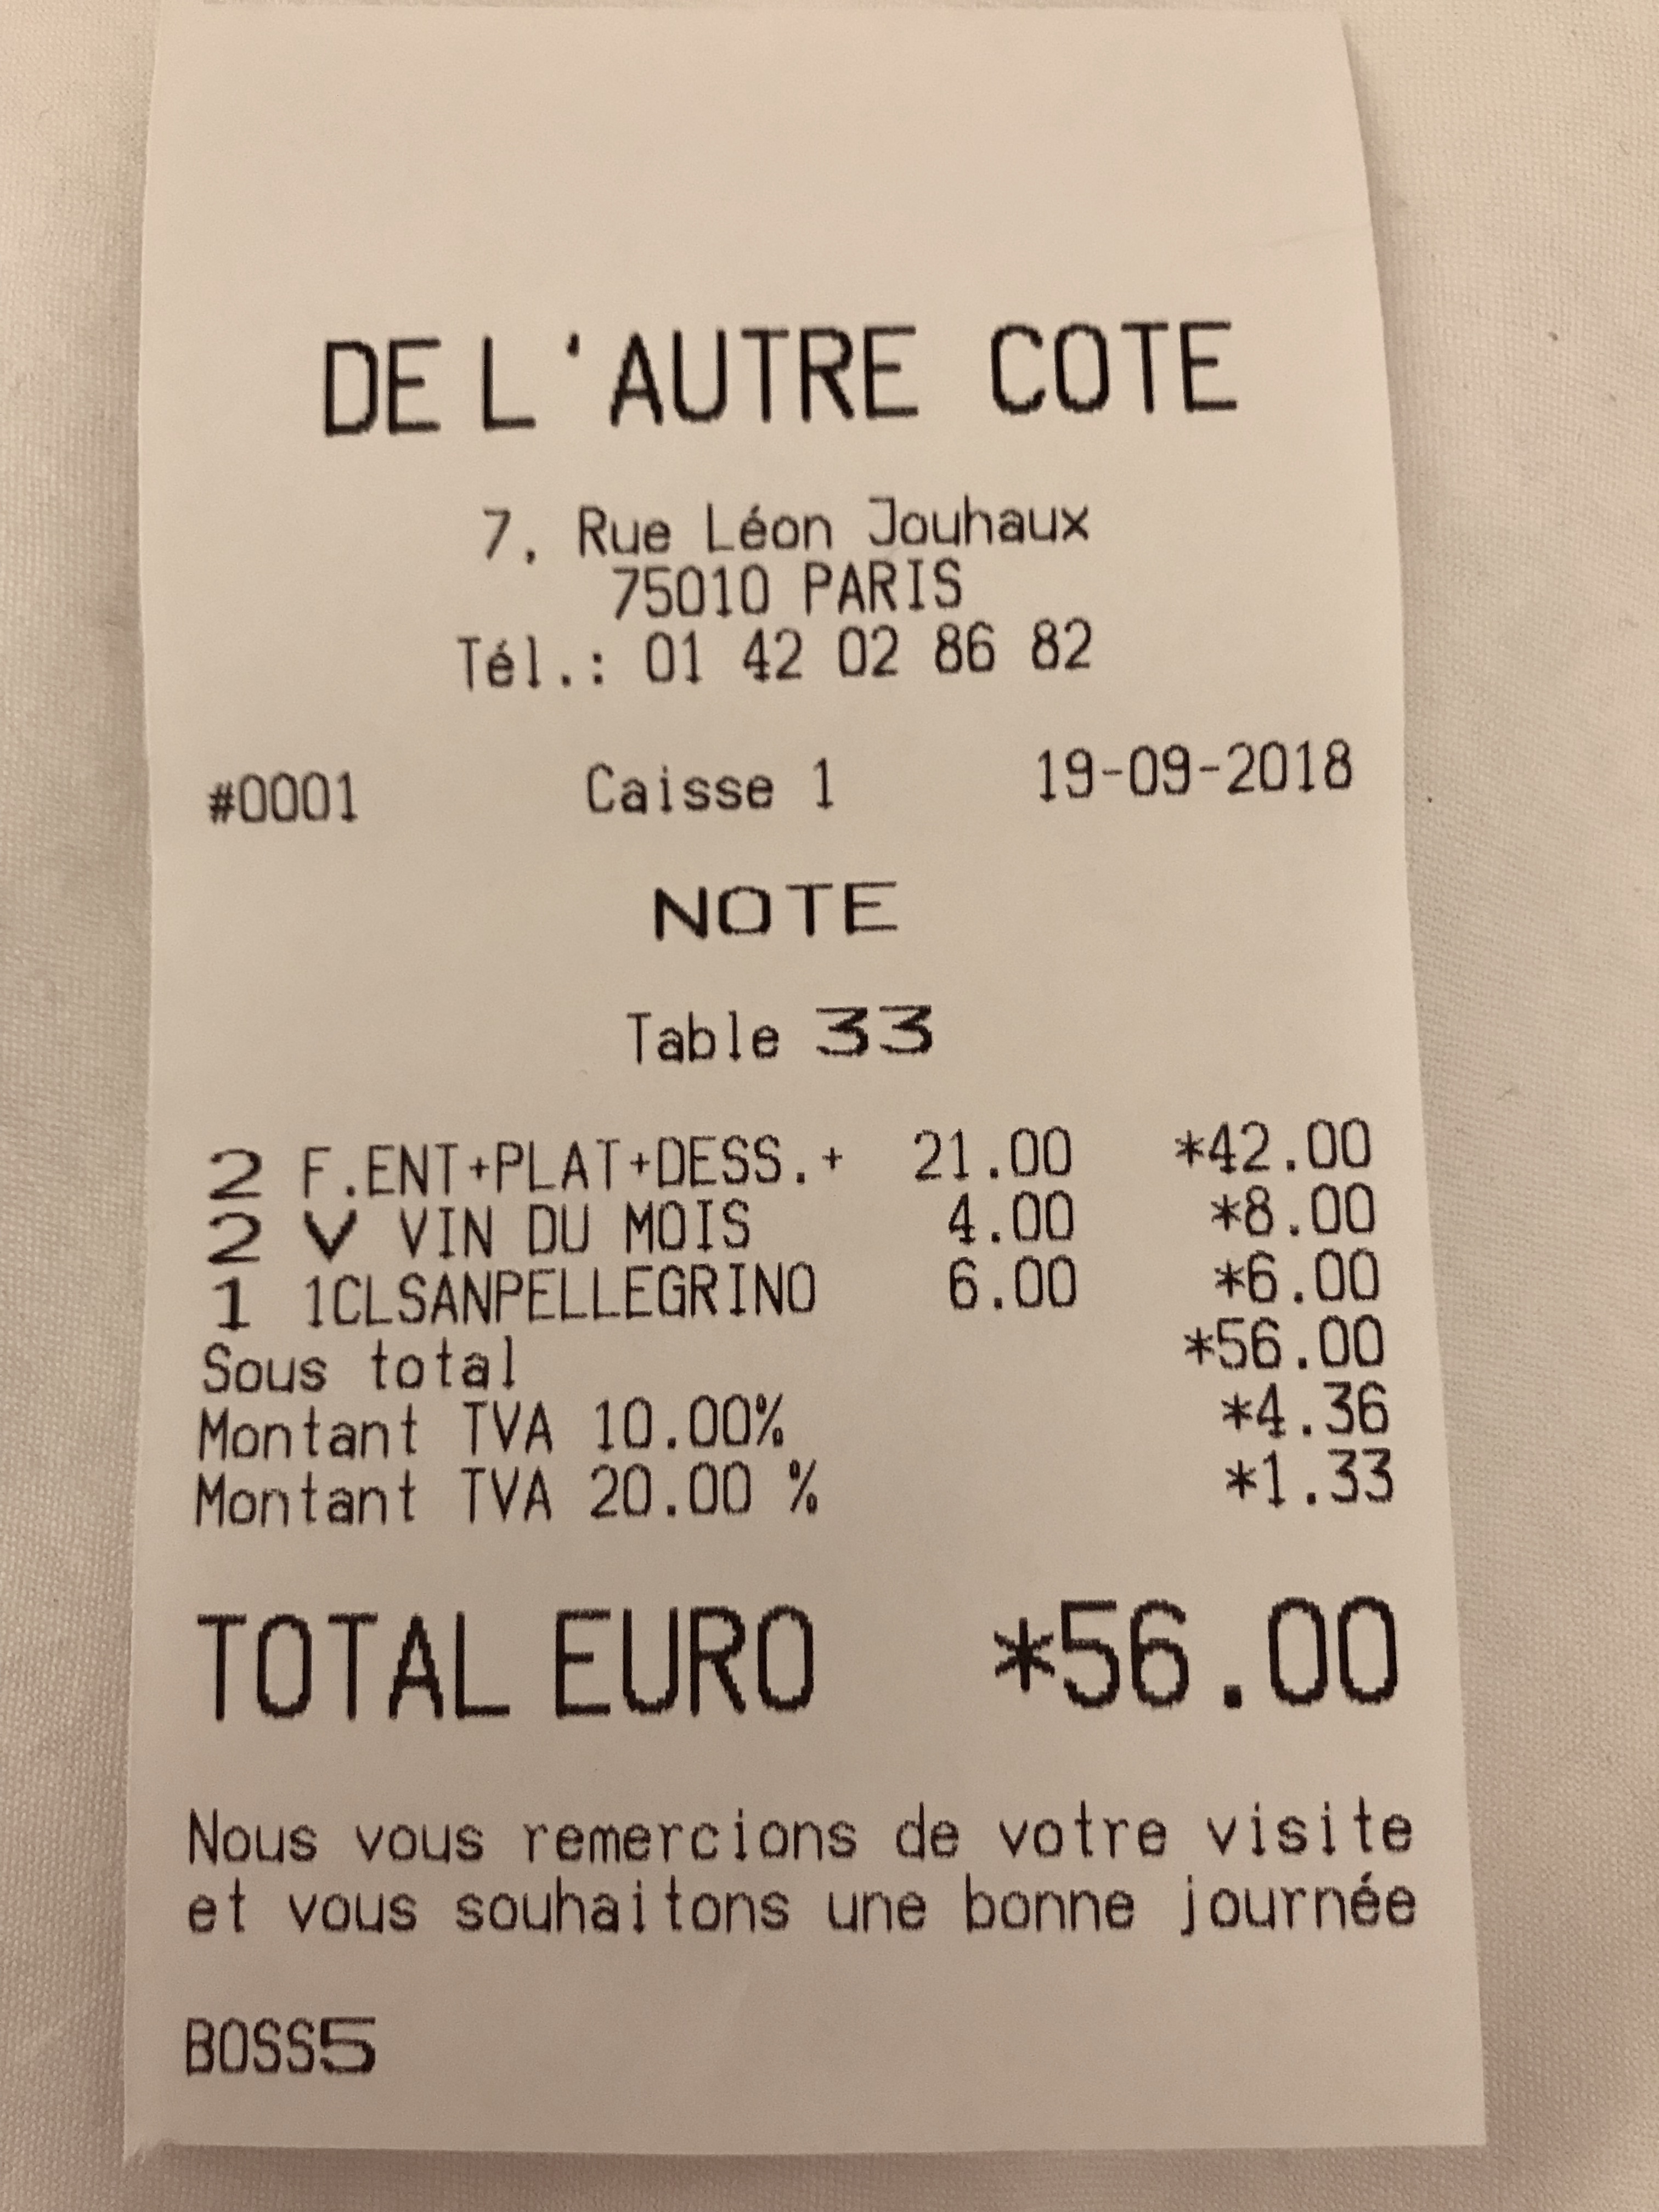 DE L'AUTRE COTE
7, Rue Léon Jouhaux
75010 PARIS
Tél.: 01 42 02 86 82
#0001 Caisse 1 19-09-2018
NOTE
Table 33
2 F.ENT+PLAT+DESS.+ 21.00 *42.00
2 V VIN DU MOIS 4.00 *8.00
1 1CLSANPELLEGRINO 6.00 *6.00
Sous total *56.00
Montant TVA 10.00% *4.36
Montant TVA 20.00 % *1.33
TOTAL EURO *56.00
Nous vous remercions de votre visite
et vous souhaitons une bonne journée
BOSS5